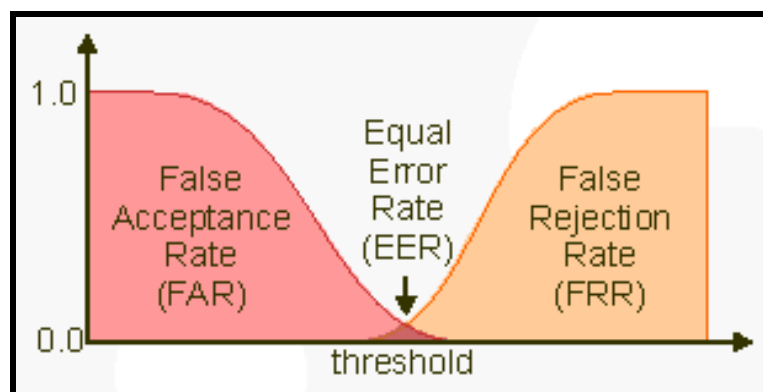 1.0
False
Acceptance
Rate
(FAR)
Equal
Error
Rate
(EER)
False
Rejection
Rate
(FRR)
0.0
threshold